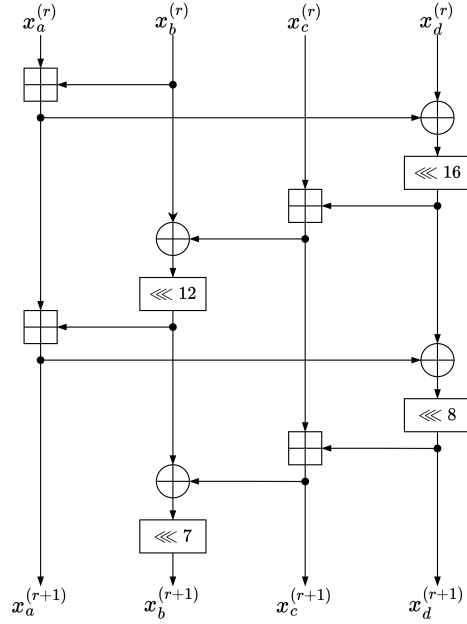 x_a^{(r)} x_b^{(r)} x_c^{(r)} x_d^{(r)}
⋘ 16
⋘ 12
⋘ 8
⋘ 7
x_a^{(r+1)} x_b^{(r+1)} x_c^{(r+1)} x_d^{(r+1)}